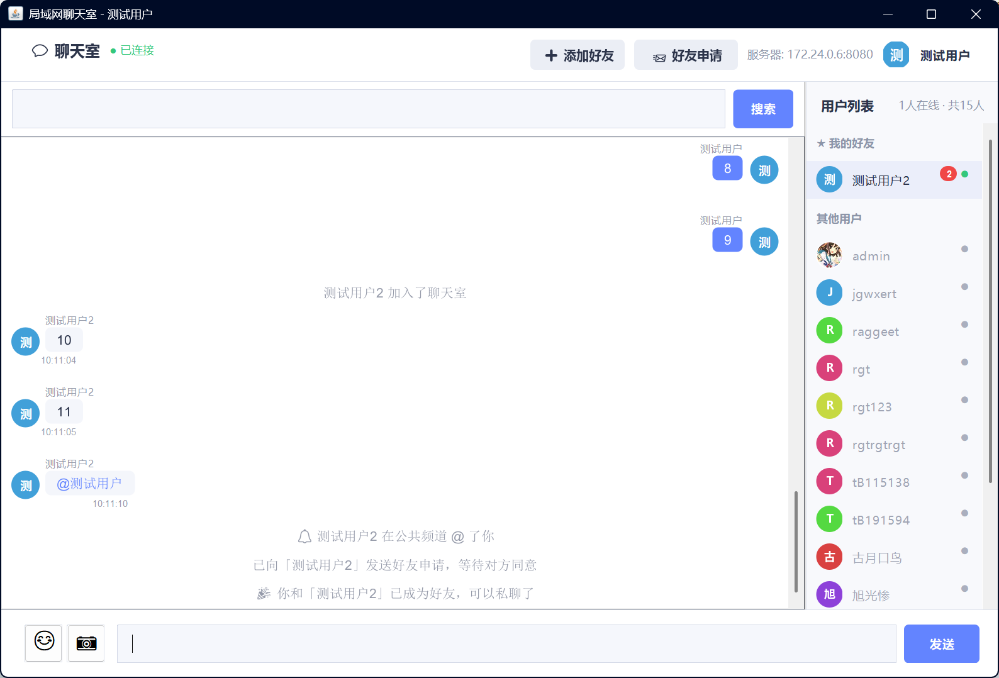 局域网聊天室 - 测试用户
聊天室 已连接
添加好友
好友申请
服务器: 172.24.0.6:8080
测
测试用户
搜索
测试用户
8
测
测试用户
9
测
测试用户2 加入了聊天室
测试用户2
测
10
10:11:04
测试用户2
测
11
10:11:05
测试用户2
测
@测试用户
10:11:10
测试用户2 在公共频道 @ 了你
已向「测试用户2」发送好友申请，等待对方同意
你和「测试用户2」已成为好友，可以私聊了
发送
用户列表
1人在线 · 共15人
★ 我的好友
测 测试用户2 2
其他用户
admin
J jgwxert
R raggeet
R rgt
R rgt123
R rgtrgtrgt
T tB115138
T tB191594
古 古月口鸟
旭 旭光惨